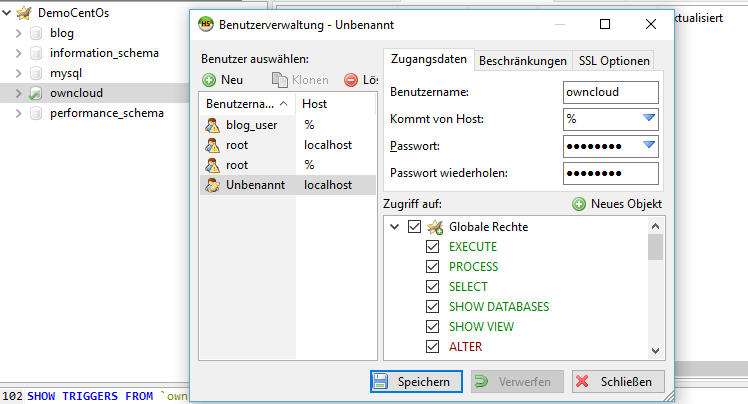 DemoCentOs
blog
information_schema
mysql
owncloud
performance_schema
Benutzerverwaltung - Unbenannt
ktualisiert
Benutzer auswählen:
Neu Klonen Lös
Benutzerna... Host
blog_user %
root localhost
root %
Unbenannt localhost
Zugangsdaten Beschränkungen SSL Optionen
Benutzername: owncloud
Kommt von Host: %
Passwort: ●●●●●●●●
Passwort wiederholen: ●●●●●●●●
Zugriff auf: Neues Objekt
Globale Rechte
EXECUTE
PROCESS
SELECT
SHOW DATABASES
SHOW VIEW
ALTER
Speichern Verwerfen Schließen
102 SHOW TRIGGERS FROM `own